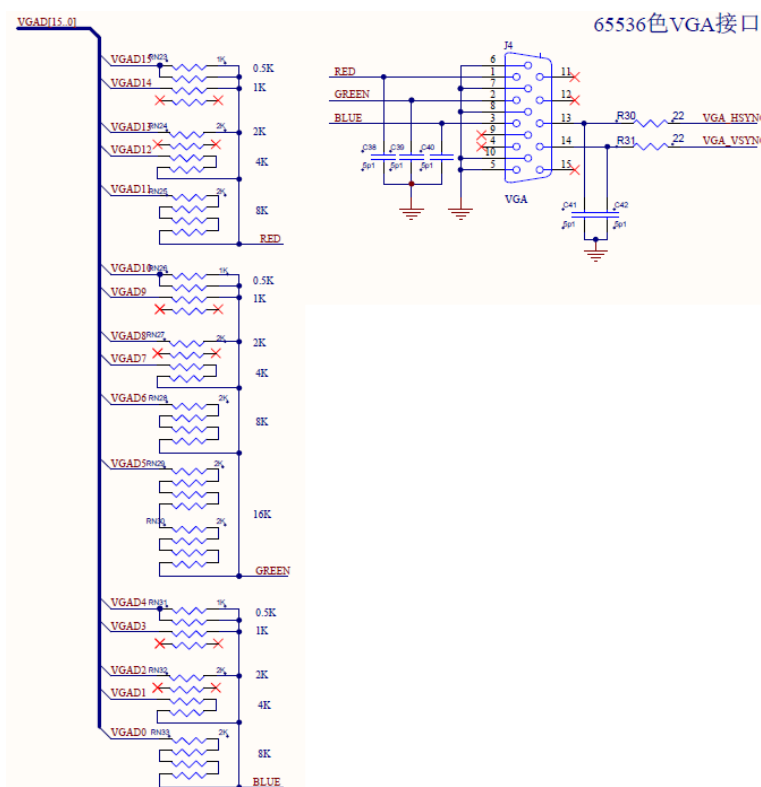 VGAD[15..0]
65536色VGA接口
VGAD15 RN23 1K 0.5K
VGAD14 1K
VGAD13 RN24 2K 2K
VGAD12 4K
VGAD11 RN25 2K 8K
RED
VGAD10 RN26 1K 0.5K
VGAD9 1K
VGAD8 RN27 2K 2K
VGAD7 4K
VGAD6 RN28 2K 8K
VGAD5 RN29 2K
RN30 2K 16K
GREEN
VGAD4 RN31 1K 0.5K
VGAD3 1K
VGAD2 RN32 2K 2K
VGAD1 4K
VGAD0 RN33 2K 8K
BLUE
J4
6
RED 1 11
7
GREEN 2 12
8
BLUE 3 13 R30 22 VGA_HSYNC
9
4 14 R31 22 VGA_VSYNC
10
5 15
VGA
C38 C39 C40
5p1 5p1 5p1
C41 C42
5p1 5p1